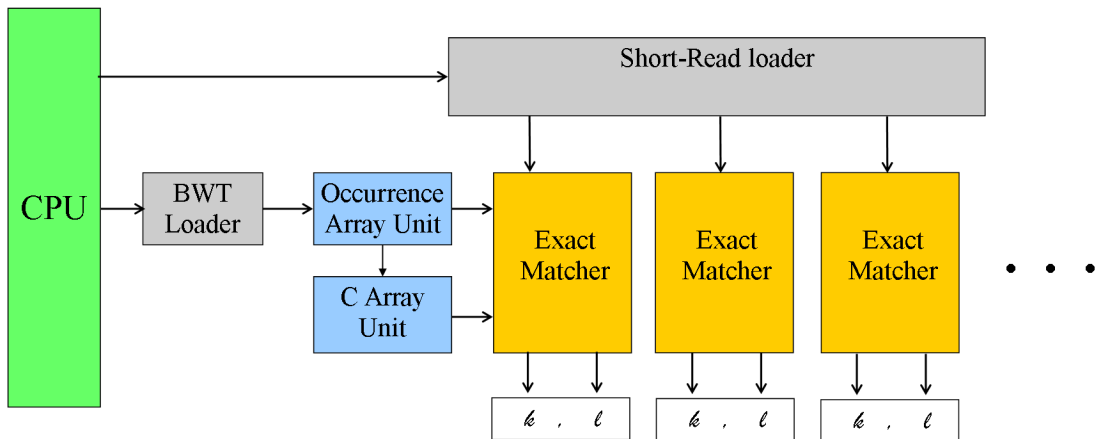 Short-Read loader
CPU
BWT
Loader
Occurrence
Array Unit
C Array
Unit
Exact
Matcher
Exact
Matcher
Exact
Matcher
k , l
k , l
k , l